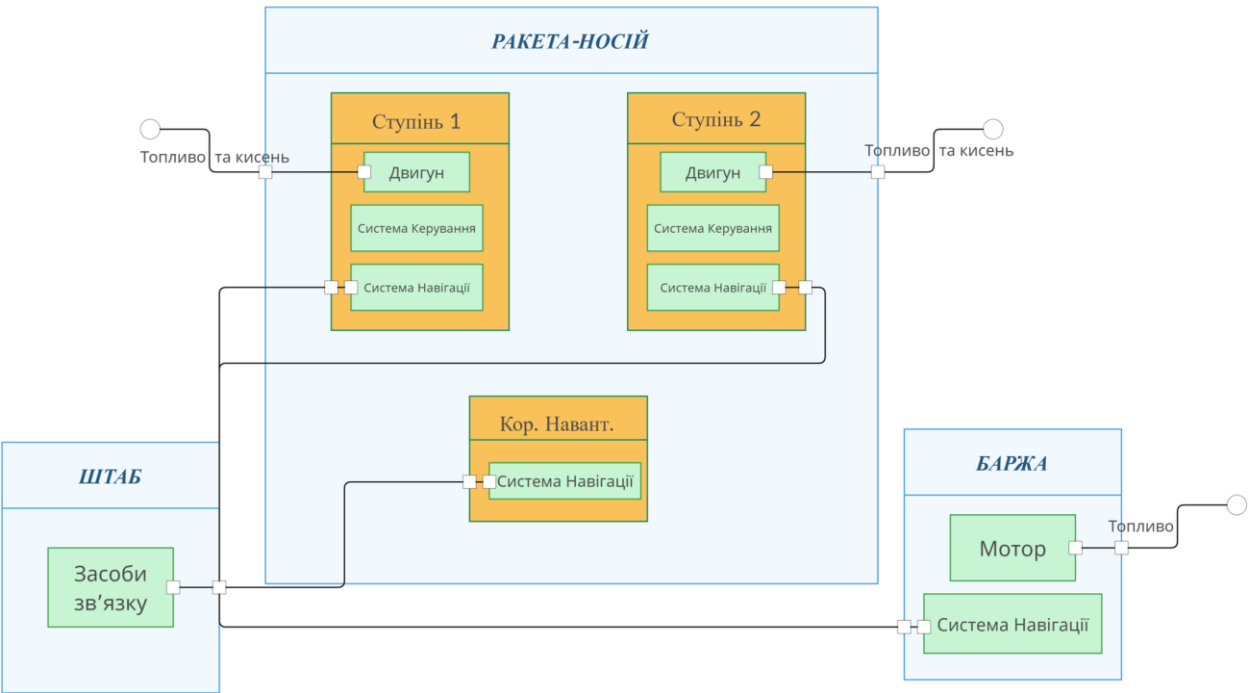 РАКЕТА-НОСІЙ
Ступінь 1
Ступінь 2
Топливо та кисень
Двигун
Двигун
Топливо та кисень
Система Керування
Система Керування
Система Навігації
Система Навігації
Кор. Навант.
Система Навігації
ШТАБ
Засоби
зв’язку
БАРЖА
Мотор
Топливо
Система Навігації